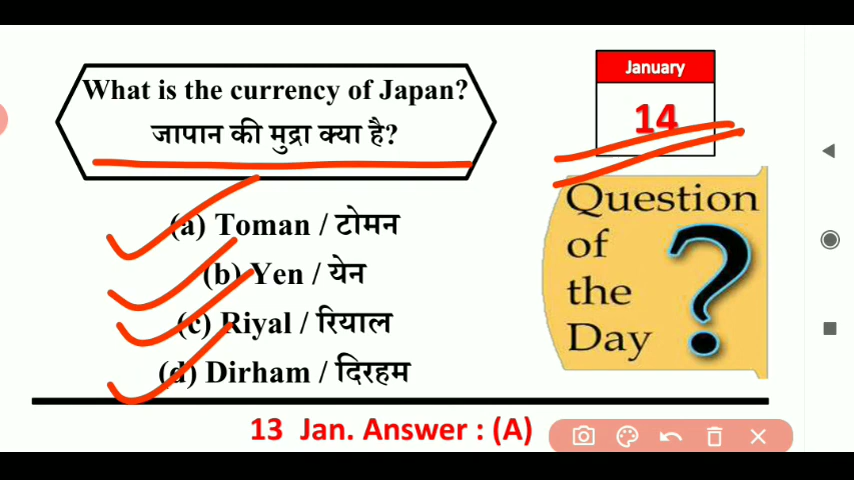 What is the currency of Japan?
जापान की मुद्रा क्या है?
January
14
(a) Toman / टोमन
(b) Yen / येन
(c) Riyal / रियाल
(d) Dirham / दिरहम
Question
of
the
Day
?
13 Jan. Answer : (A)